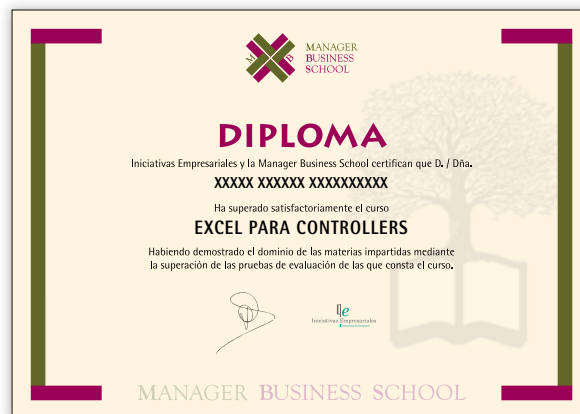 M B
MANAGER
BUSINESS
SCHOOL
DIPLOMA
Iniciativas Empresariales y la Manager Business School certifican que D. / Dña.
XXXXX XXXXXX XXXXXXXXXX
Ha superado satisfactoriamente el curso
EXCEL PARA CONTROLLERS
Habiendo demostrado el dominio de las materias impartidas mediante
la superación de las pruebas de evaluación de las que consta el curso.
Iniciativas Empresariales
MANAGER BUSINESS SCHOOL